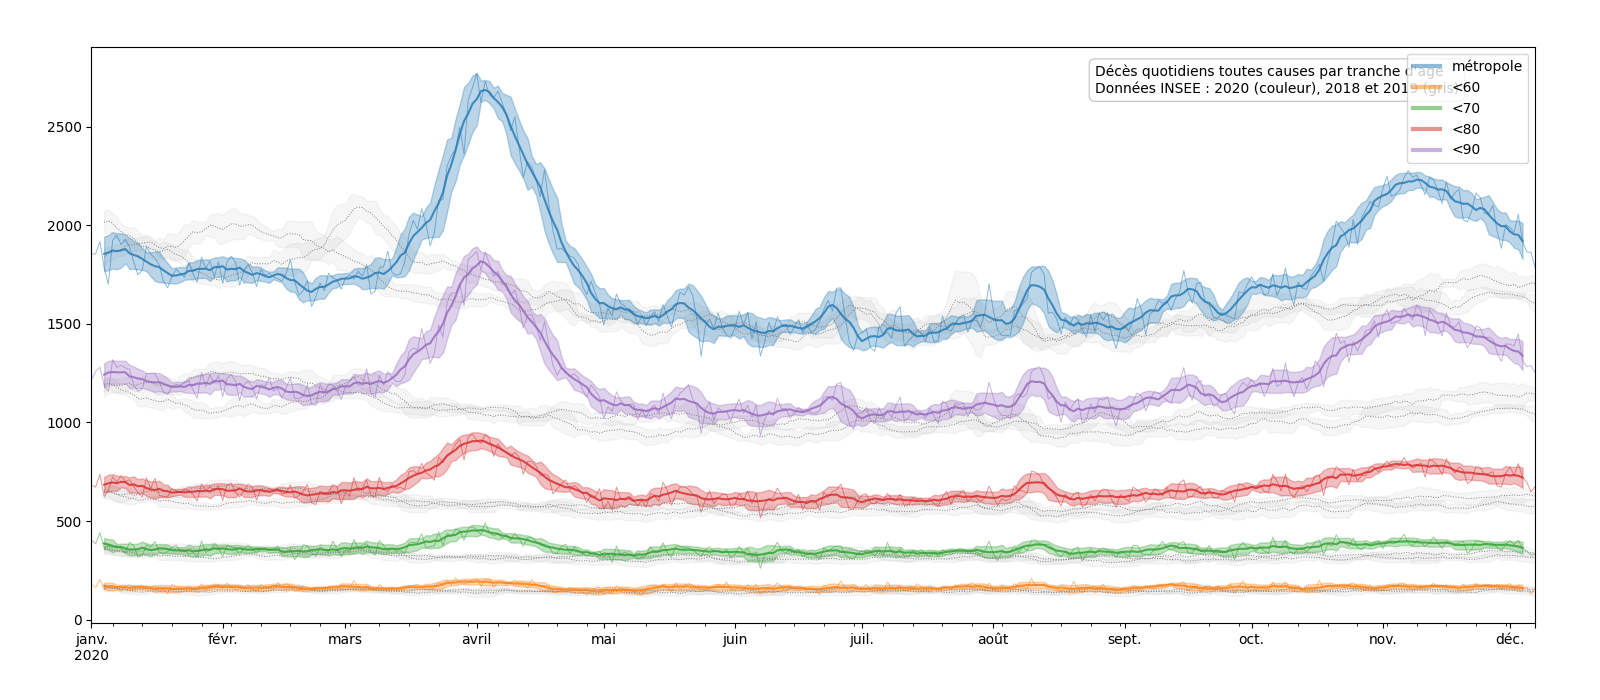 Décès quotidiens toutes causes par tranche d'âge
Données INSEE : 2020 (couleur), 2018 et 2019 (gris)
métropole
<60
<70
<80
<90
2500
2000
1500
1000
500
0
janv.
févr.
mars
avril
mai
juin
juil.
août
sept.
oct.
nov.
déc.
2020